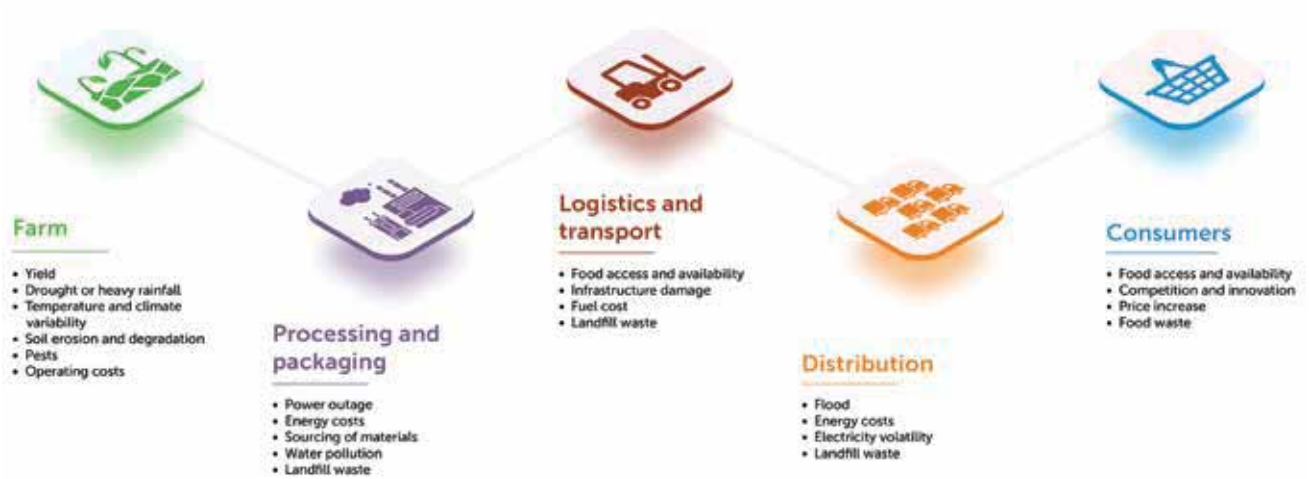 Farm
• Yield
• Drought or heavy rainfall
• Temperature and climate
variability
• Soil erosion and degradation
• Pests
• Operating costs
Processing and
packaging
• Power outage
• Energy costs
• Sourcing of materials
• Water pollution
• Landfill waste
Logistics and
transport
• Food access and availability
• Infrastructure damage
• Fuel cost
• Landfill waste
Distribution
• Flood
• Energy costs
• Electricity volatility
• Landfill waste
Consumers
• Food access and availability
• Competition and innovation
• Price increase
• Food waste